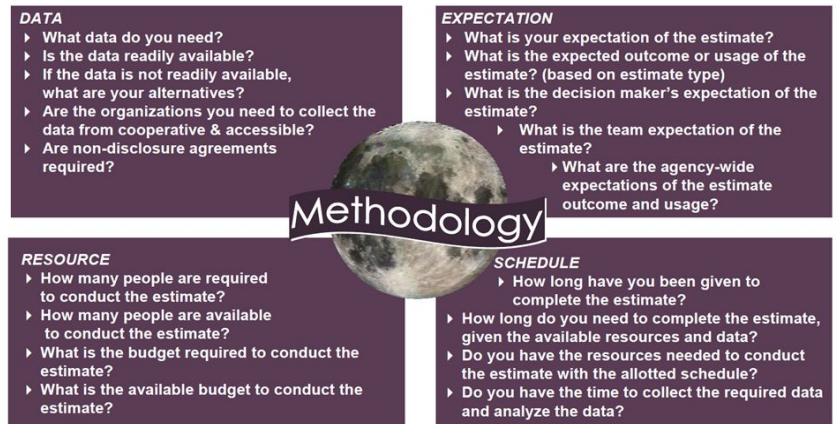 DATA
▸ What data do you need?
▸ Is the data readily available?
▸ If the data is not readily available,
what are your alternatives?
▸ Are the organizations you need to collect the
data from cooperative & accessible?
▸ Are non-disclosure agreements
required?
EXPECTATION
▸ What is your expectation of the estimate?
▸ What is the expected outcome or usage of the
estimate? (based on estimate type)
▸ What is the decision maker's expectation of the
estimate?
▸ What is the team expectation of the
estimate?
▸ What are the agency-wide
expectations of the estimate
outcome and usage?
Methodology
RESOURCE
▸ How many people are required
to conduct the estimate?
▸ How many people are available
to conduct the estimate?
▸ What is the budget required to conduct the
estimate?
▸ What is the available budget to conduct the
estimate?
SCHEDULE
▸ How long have you been given to
complete the estimate?
▸ How long do you need to complete the estimate,
given the available resources and data?
▸ Do you have the resources needed to conduct
the estimate with the allotted schedule?
▸ Do you have the time to collect the required data
and analyze the data?